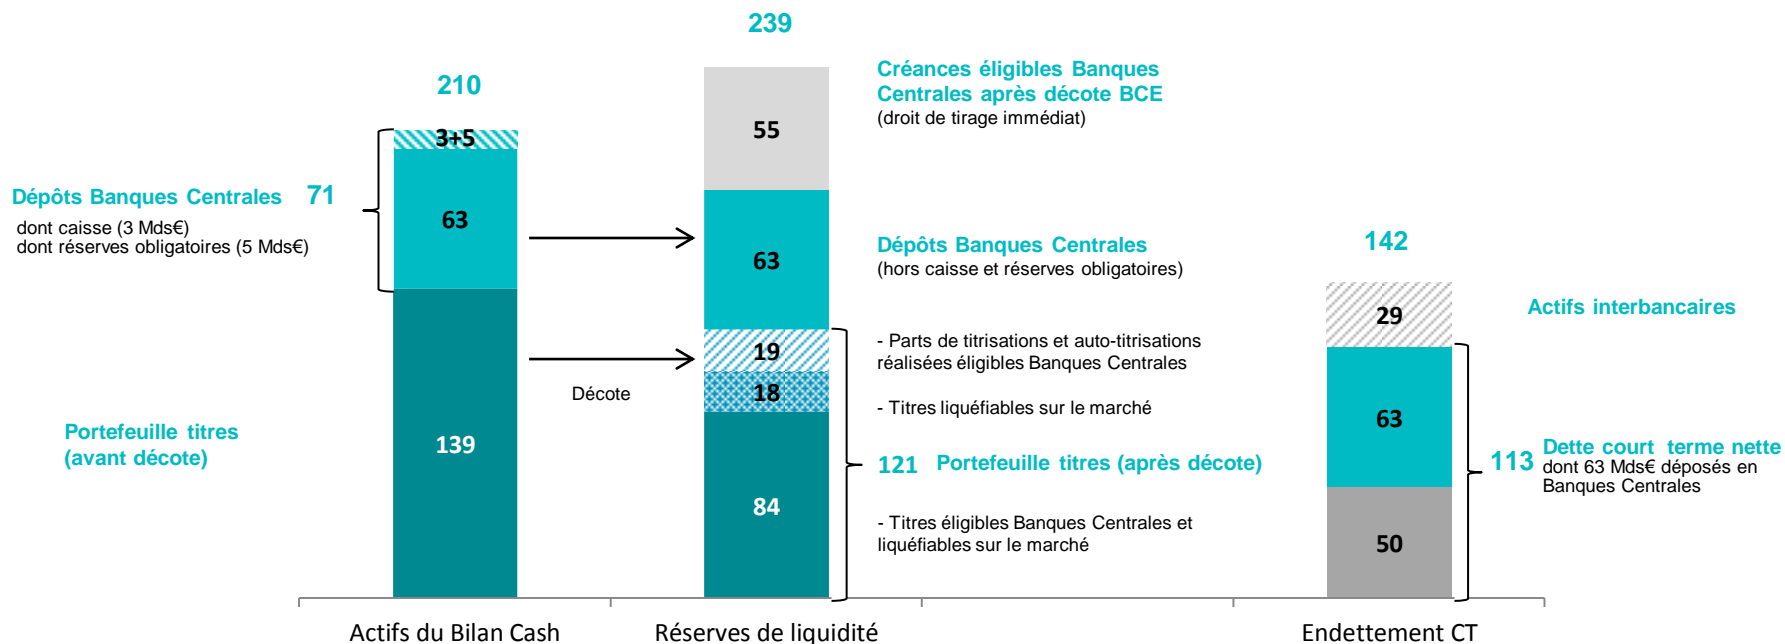 239
210
Créances éligibles Banques
Centrales après décote BCE
(droit de tirage immédiat)
3+5
55
Dépôts Banques Centrales 71
dont caisse (3 Mds€)
dont réserves obligatoires (5 Mds€)
63
63
Dépôts Banques Centrales
(hors caisse et réserves obligatoires)
142
29
Actifs interbancaires
19
- Parts de titrisations et auto-titrisations
réalisées éligibles Banques Centrales
Décote
18
- Titres liquéfiables sur le marché
63
Portefeuille titres
(avant décote)
139
121 Portefeuille titres (après décote)
113 Dette court terme nette
dont 63 Mds€ déposés en
Banques Centrales
84
- Titres éligibles Banques Centrales et
liquéfiables sur le marché
50
Actifs du Bilan Cash
Réserves de liquidité
Endettement CT